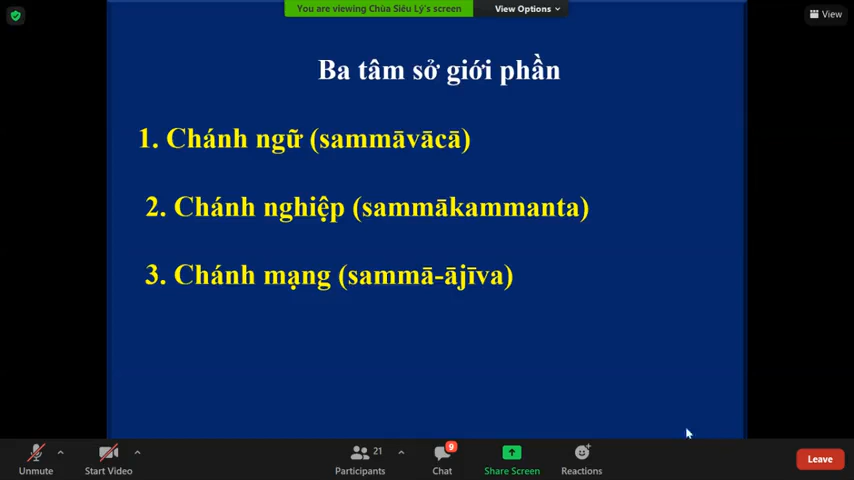 You are viewing Chùa Siêu Lý's screen
View Options
View
Ba tâm sở giới phần
1. Chánh ngữ (sammāvācā)
2. Chánh nghiệp (sammākammanta)
3. Chánh mạng (sammā-ājīva)
21
9
Unmute
Start Video
Participants
Chat
Share Screen
Reactions
Leave